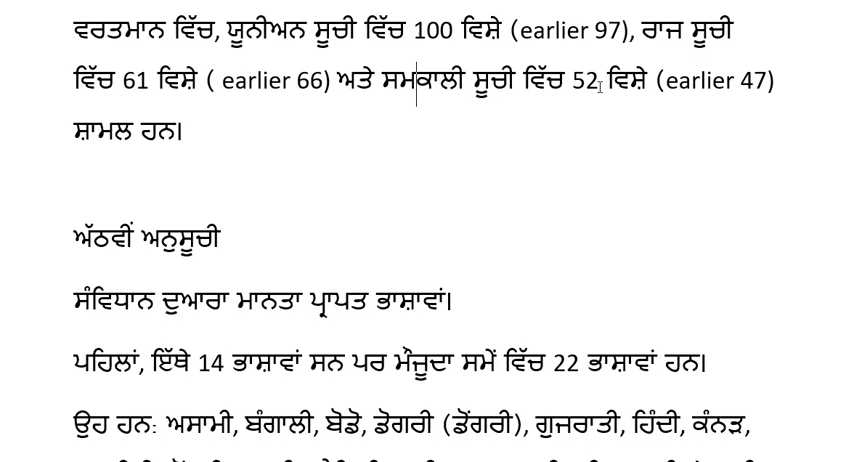 ਵਰਤਮਾਨ ਵਿੱਚ, ਯੂਨੀਅਨ ਸੂਚੀ ਵਿੱਚ 100 ਵਿਸ਼ੇ (earlier 97), ਰਾਜ ਸੂਚੀ
ਵਿੱਚ 61 ਵਿਸ਼ੇ ( earlier 66) ਅਤੇ ਸਮਕਾਲੀ ਸੂਚੀ ਵਿੱਚ 52 ਵਿਸ਼ੇ (earlier 47)
ਸ਼ਾਮਲ ਹਨ।
ਅੱਠਵੀਂ ਅਨੁਸੂਚੀ
ਸੰਵਿਧਾਨ ਦੁਆਰਾ ਮਾਨਤਾ ਪ੍ਰਾਪਤ ਭਾਸ਼ਾਵਾਂ।
ਪਹਿਲਾਂ, ਇੱਥੇ 14 ਭਾਸ਼ਾਵਾਂ ਸਨ ਪਰ ਮੌਜੂਦਾ ਸਮੇਂ ਵਿੱਚ 22 ਭਾਸ਼ਾਵਾਂ ਹਨ।
ਉਹ ਹਨ: ਅਸਾਮੀ, ਬੰਗਾਲੀ, ਬੋਡੋ, ਡੋਗਰੀ (ਡੋਂਗਰੀ), ਗੁਜਰਾਤੀ, ਹਿੰਦੀ, ਕੰਨੜ,